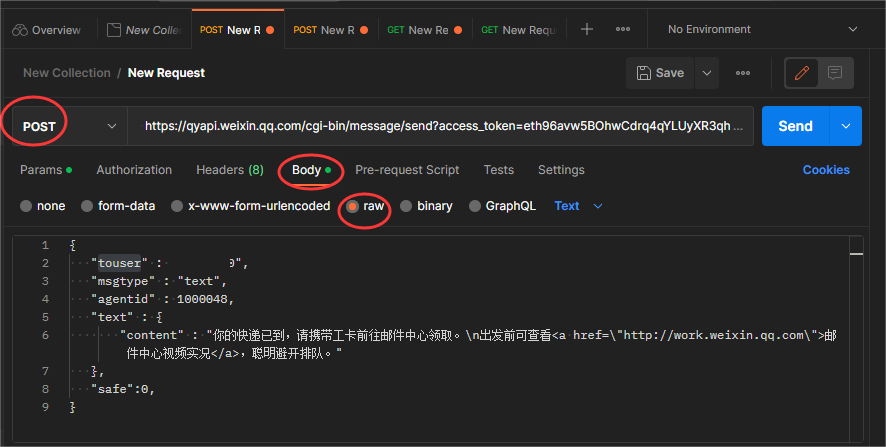 Overview New Colle POST New R POST New R GET New Re GET New Requ + ••• No Environment
New Collection / New Request Save •••
POST https://qyapi.weixin.qq.com/cgi-bin/message/send?access_token=eth96avw5BOhwCdrq4qYLUyXR3qh ... Send
Params Authorization Headers (8) Body Pre-request Script Tests Settings Cookies
none form-data x-www-form-urlencoded raw binary GraphQL Text
1 {
2 "touser" : 0",
3 "msgtype" : "text",
4 "agentid" : 1000048,
5 "text" : {
6 "content" : "你的快递已到，请携带工卡前往邮件中心领取。\n出发前可查看<a href=\"http://work.weixin.qq.com\">邮
件中心视频实况</a>，聪明避开排队。"
7 },
8 "safe":0,
9 }